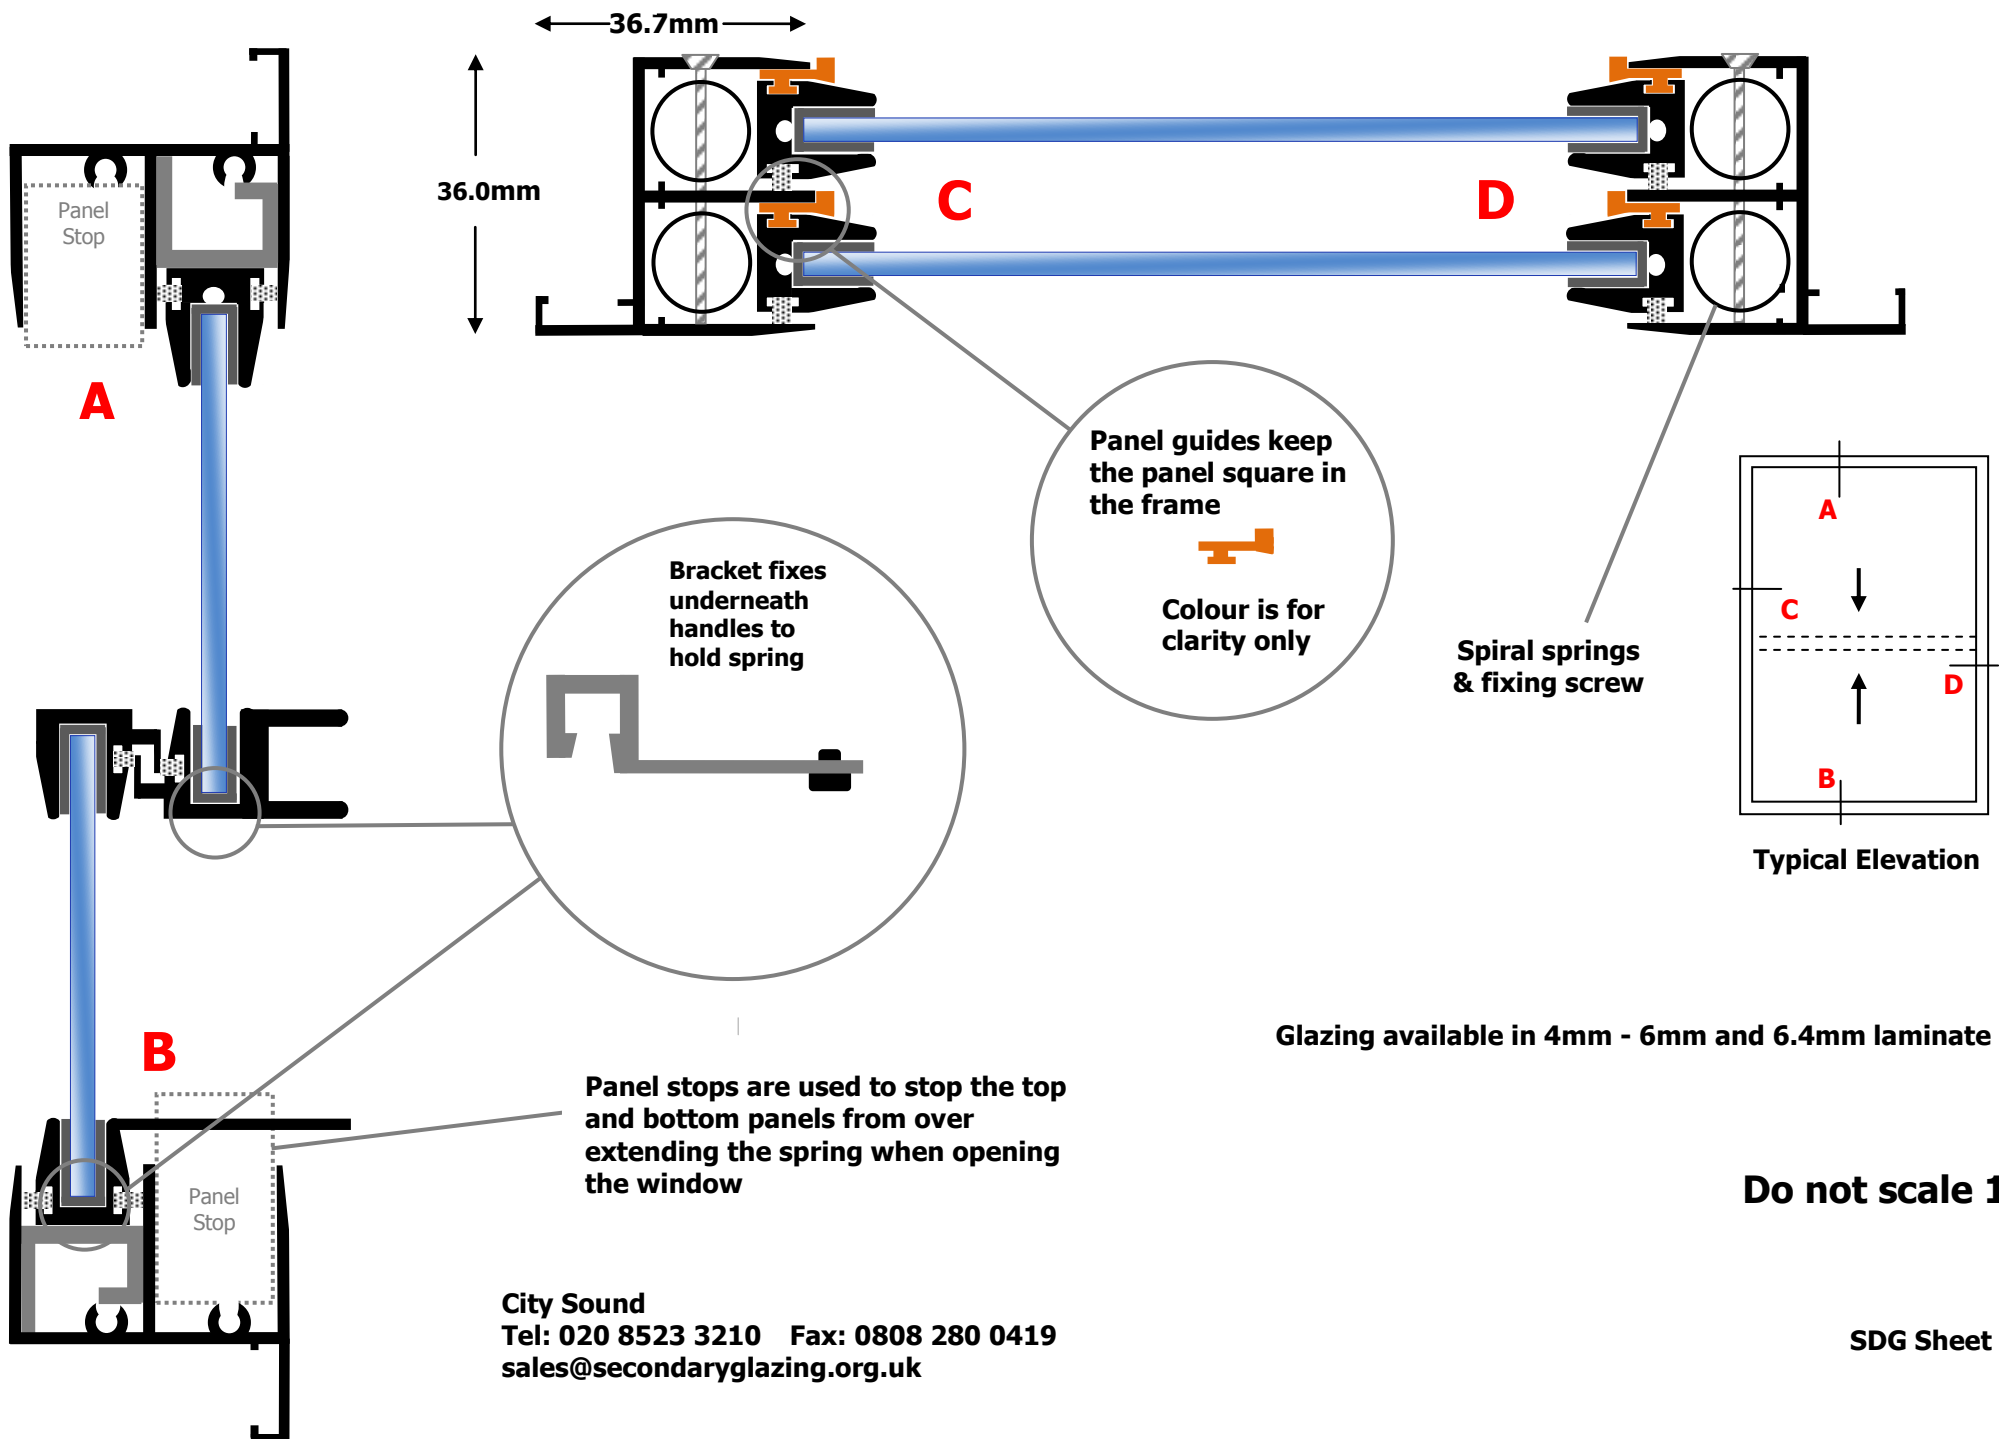 36.7mm
36.0mm
Panel
Stop
A
C
D
Panel guides keep
the panel square in
the frame
Colour is for
clarity only
Bracket fixes
underneath
handles to
hold spring
Spiral springs
& fixing screw
A
C
D
B
Typical Elevation
B
Glazing available in 4mm - 6mm and 6.4mm laminate
Panel stops are used to stop the top
and bottom panels from over
extending the spring when opening
the window
Panel
Stop
Do not scale 1
City Sound
Tel: 020 8523 3210 Fax: 0808 280 0419
sales@secondaryglazing.org.uk
SDG Sheet